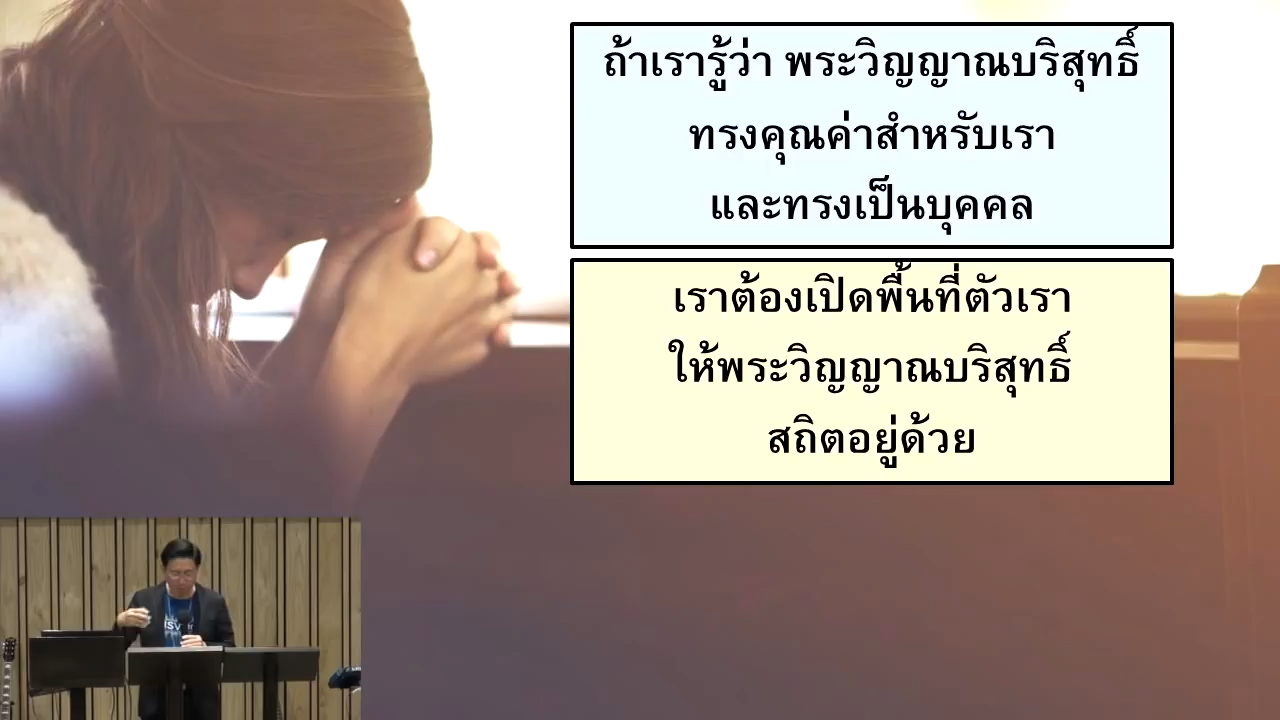 ถ้าเรารู้ว่า พระวิญญาณบริสุทธิ์
ทรงคุณค่าสำหรับเรา
และทรงเป็นบุคคล
เราต้องเปิดพื้นที่ตัวเรา
ให้พระวิญญาณบริสุทธิ์
สถิตอยู่ด้วย